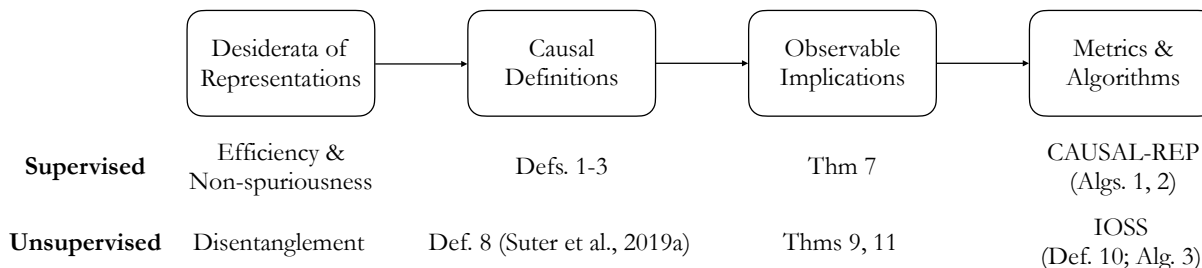 Desiderata of
Representations
Causal
Definitions
Observable
Implications
Metrics &
Algorithms
Supervised
Efficiency &
Non-spuriousness
Defs. 1-3
Thm 7
CAUSAL-REP
(Algs. 1, 2)
Unsupervised
Disentanglement
Def. 8 (Suter et al., 2019a)
Thms 9, 11
IOSS
(Def. 10; Alg. 3)